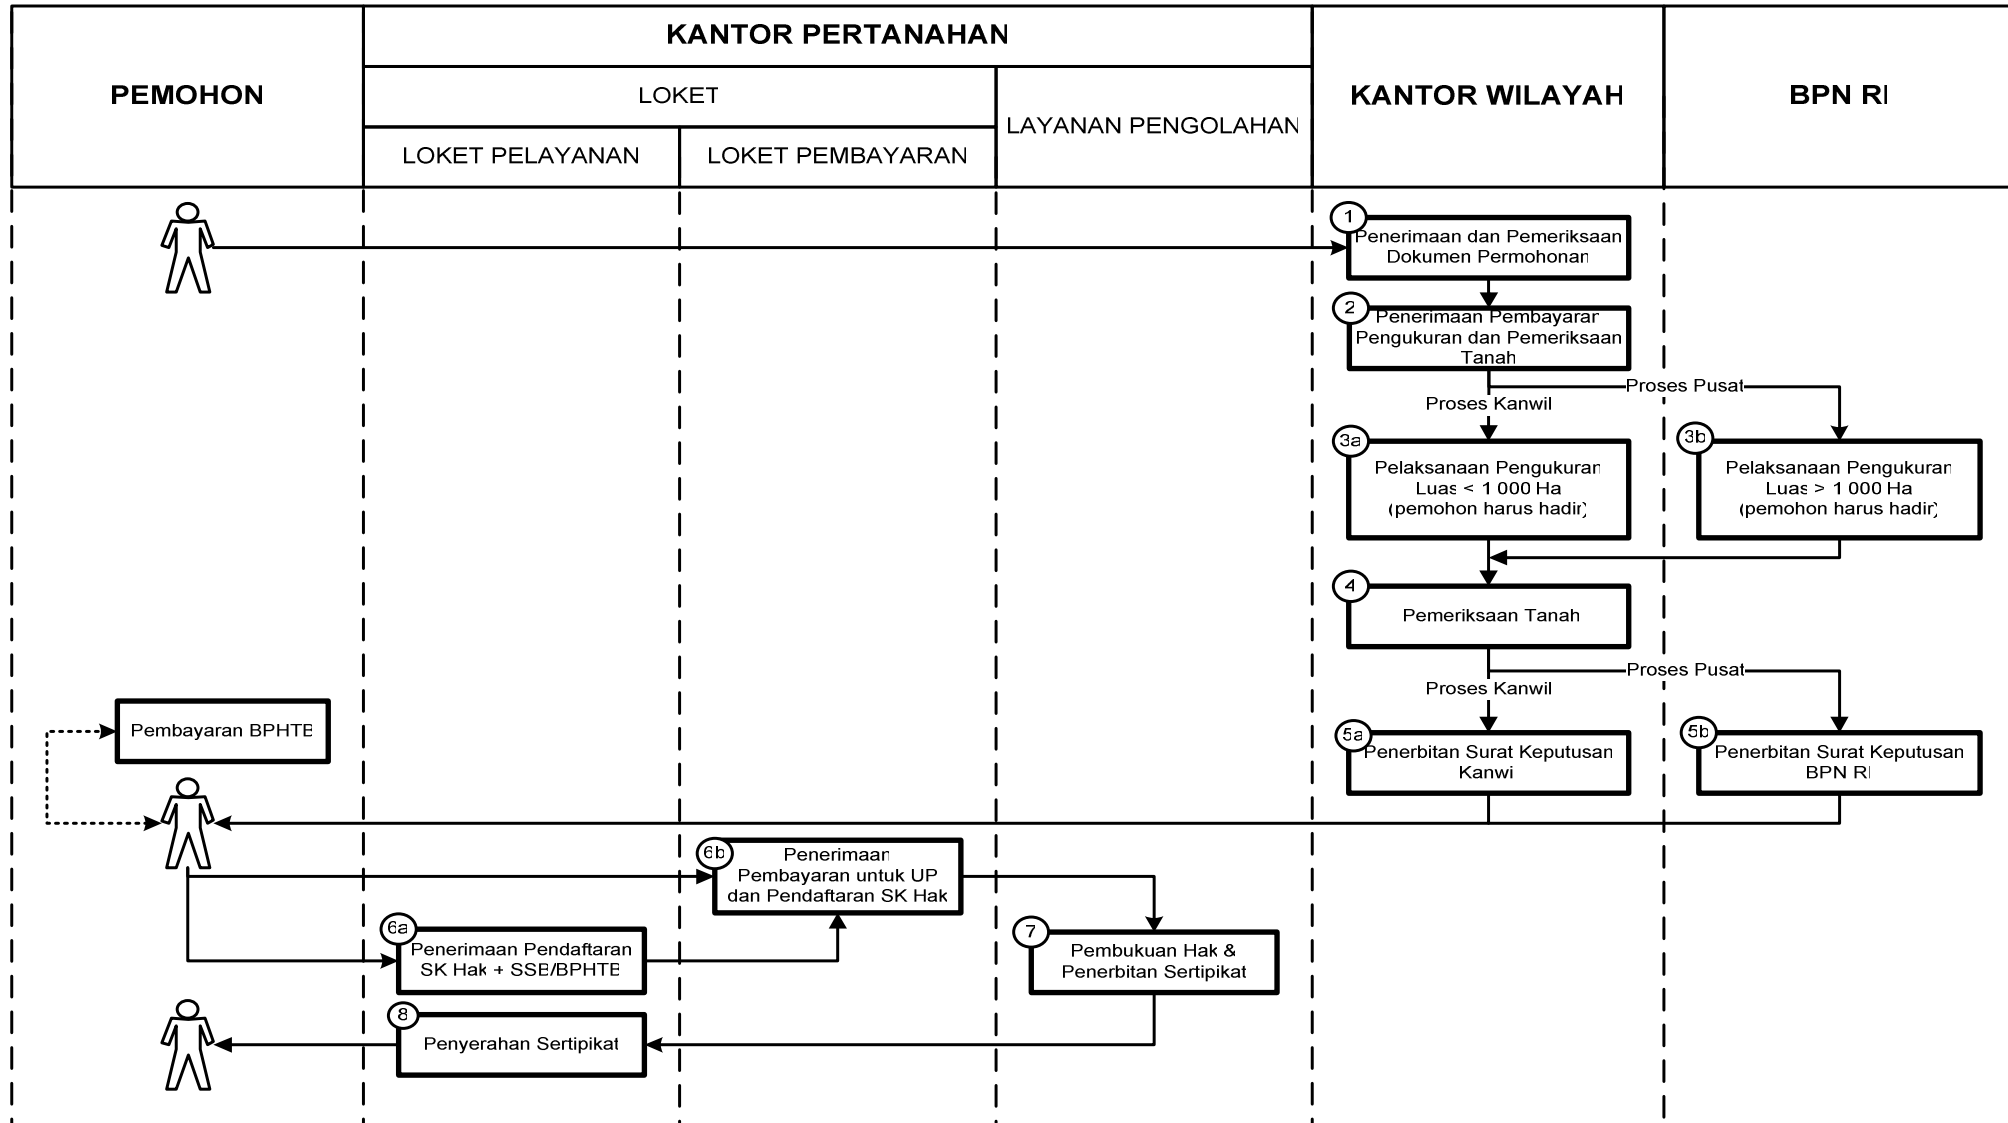 PEMOHON
KANTOR PERTANAHAN
LOKET
LOKET PELAYANAN
LOKET PEMBAYARAN
LAYANAN PENGOLAHAN
KANTOR WILAYAH
BPN RI
1
Penerimaan dan Pemeriksaan
Dokumen Permohonan
2
Penerimaan Pembayaran
Pengukuran dan Pemeriksaan
Tanah
Proses Pusat
Proses Kanwil
3a
Pelaksanaan Pengukuran
Luas < 1 000 Ha
(pemohon harus hadir)
3b
Pelaksanaan Pengukuran
Luas > 1 000 Ha
(pemohon harus hadir)
4
Pemeriksaan Tanah
Proses Pusat
Proses Kanwil
Pembayaran BPHTB
5a
Penerbitan Surat Keputusan
Kanwi
5b
Penerbitan Surat Keputusan
BPN RI
6b
Penerimaan
Pembayaran untuk UP
dan Pendaftaran SK Hak
6a
Penerimaan Pendaftaran
SK Hak + SSB/BPHTB
7
Pembukuan Hak &
Penerbitan Sertipikat
8
Penyerahan Sertipikat